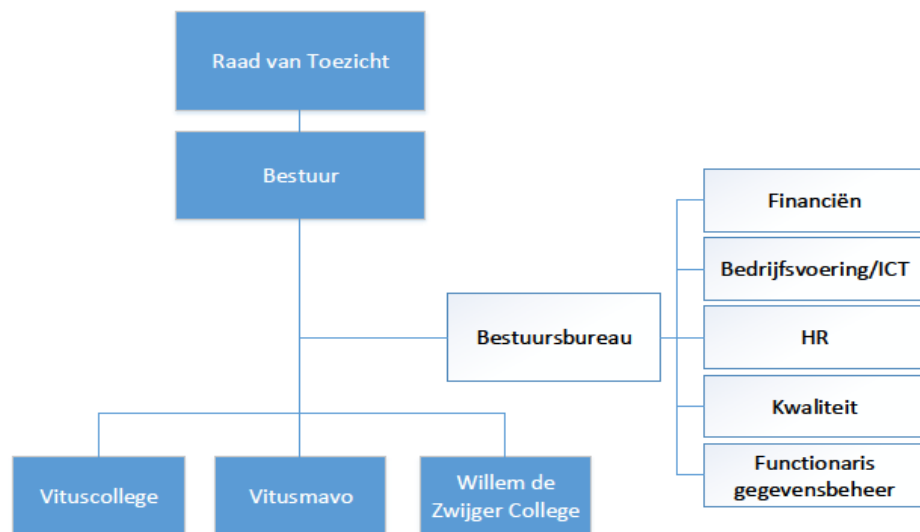 Raad van Toezicht
Bestuur
Bestuursbureau
Financiën
Bedrijfsvoering/ICT
HR
Kwaliteit
Functionaris
gegevensbeheer
Vituscollege
Vitusmavo
Willem de
Zwijger College